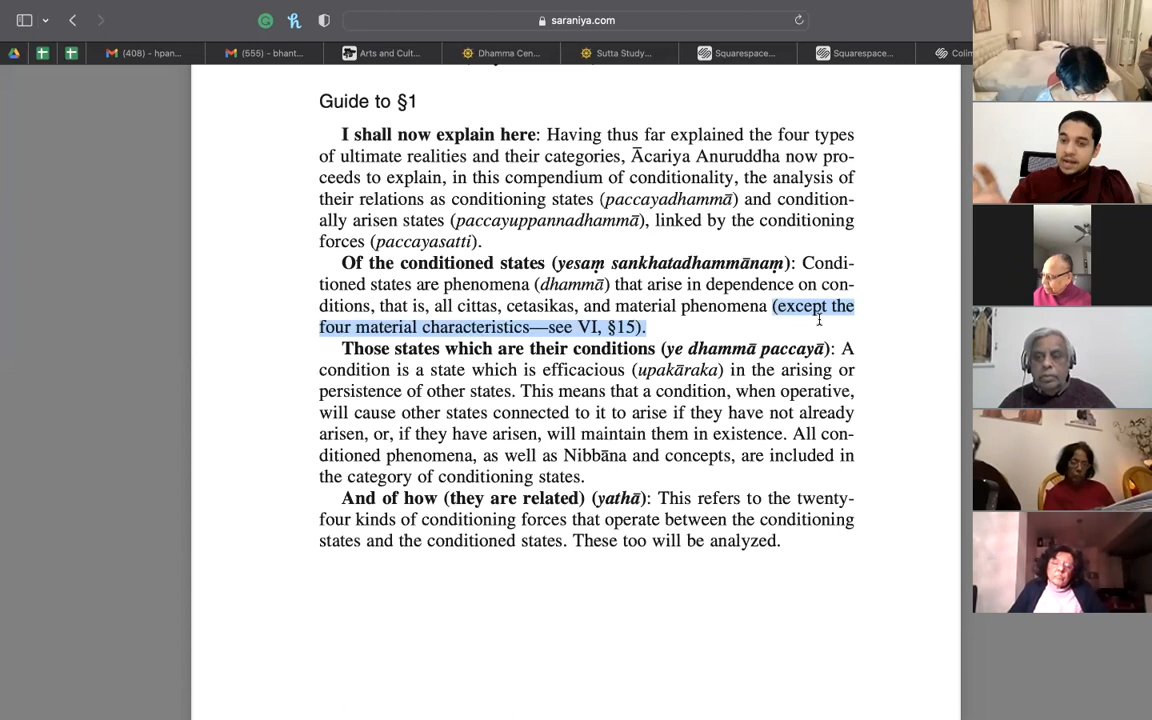 saraniya.com
(408) - hpan...
(555) - bhant...
Arts and Cult...
Dhamma Cen...
Sutta Study...
Squarespace...
Squarespace...
Colim
Guide to §1
I shall now explain here: Having thus far explained the four types
of ultimate realities and their categories, Ācariya Anuruddha now pro-
ceeds to explain, in this compendium of conditionality, the analysis of
their relations as conditioning states (paccayadhammā) and condition-
ally arisen states (paccayuppannadhammā), linked by the conditioning
forces (paccayasatti).
Of the conditioned states (yesaṃ sankhatadhammānaṃ): Condi-
tioned states are phenomena (dhammā) that arise in dependence on con-
ditions, that is, all cittas, cetasikas, and material phenomena (except the
four material characteristics—see VI, §15).
Those states which are their conditions (ye dhammā paccayā): A
condition is a state which is efficacious (upakāraka) in the arising or
persistence of other states. This means that a condition, when operative,
will cause other states connected to it to arise if they have not already
arisen, or, if they have arisen, will maintain them in existence. All con-
ditioned phenomena, as well as Nibbāna and concepts, are included in
the category of conditioning states.
And of how (they are related) (yathā): This refers to the twenty-
four kinds of conditioning forces that operate between the conditioning
states and the conditioned states. These too will be analyzed.